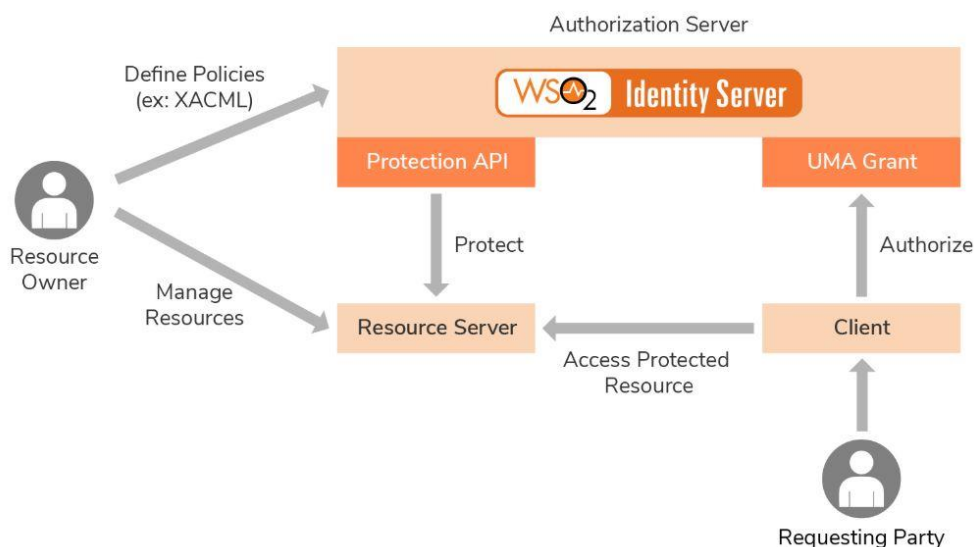 Authorization Server
Define Policies
(ex: XACML)
WSO2 Identity Server
Protection API
UMA Grant
Resource
Owner
Protect
Authorize
Manage
Resources
Resource Server
Client
Access Protected
Resource
Requesting Party